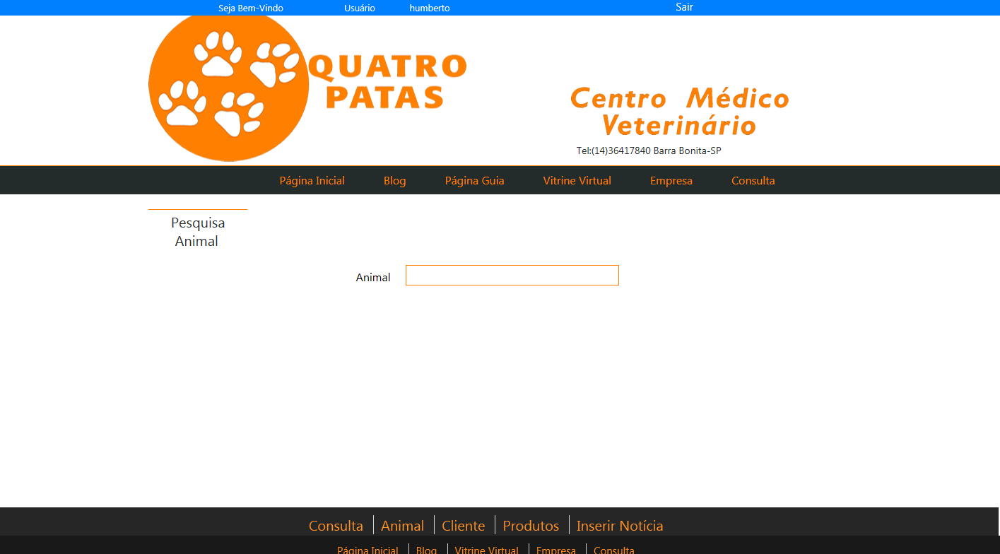 Seja Bem-Vindo Usuário humberto Sair
QUATRO
PATAS
Centro Médico
Veterinário
Tel:(14)36417840 Barra Bonita-SP
Página Inicial Blog Página Guia Vitrine Virtual Empresa Consulta
Pesquisa
Animal
Animal
Consulta Animal Cliente Produtos Inserir Notícia
Página Inicial Blog Vitrine Virtual Empresa Consulta